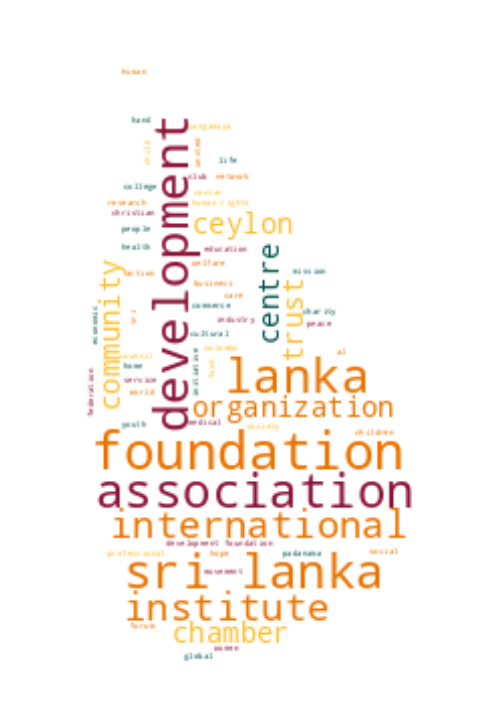 human
hand
sangamaya
child
united
development
life
club network
college
center
research
human rights
christian
ceylon
people
health
education
centre
welfare
mission
action
community
business
trust
care
economic
commerce
charity
industry
peace
cultural
colombo
council
initiative
al
home
fund
lanka
service
world
federation
organization
youth
medical
society
children
foundation
association
international
development foundation
professional
hope
padanama
social
sri lanka
movement
institute
forum
chamber
women
global